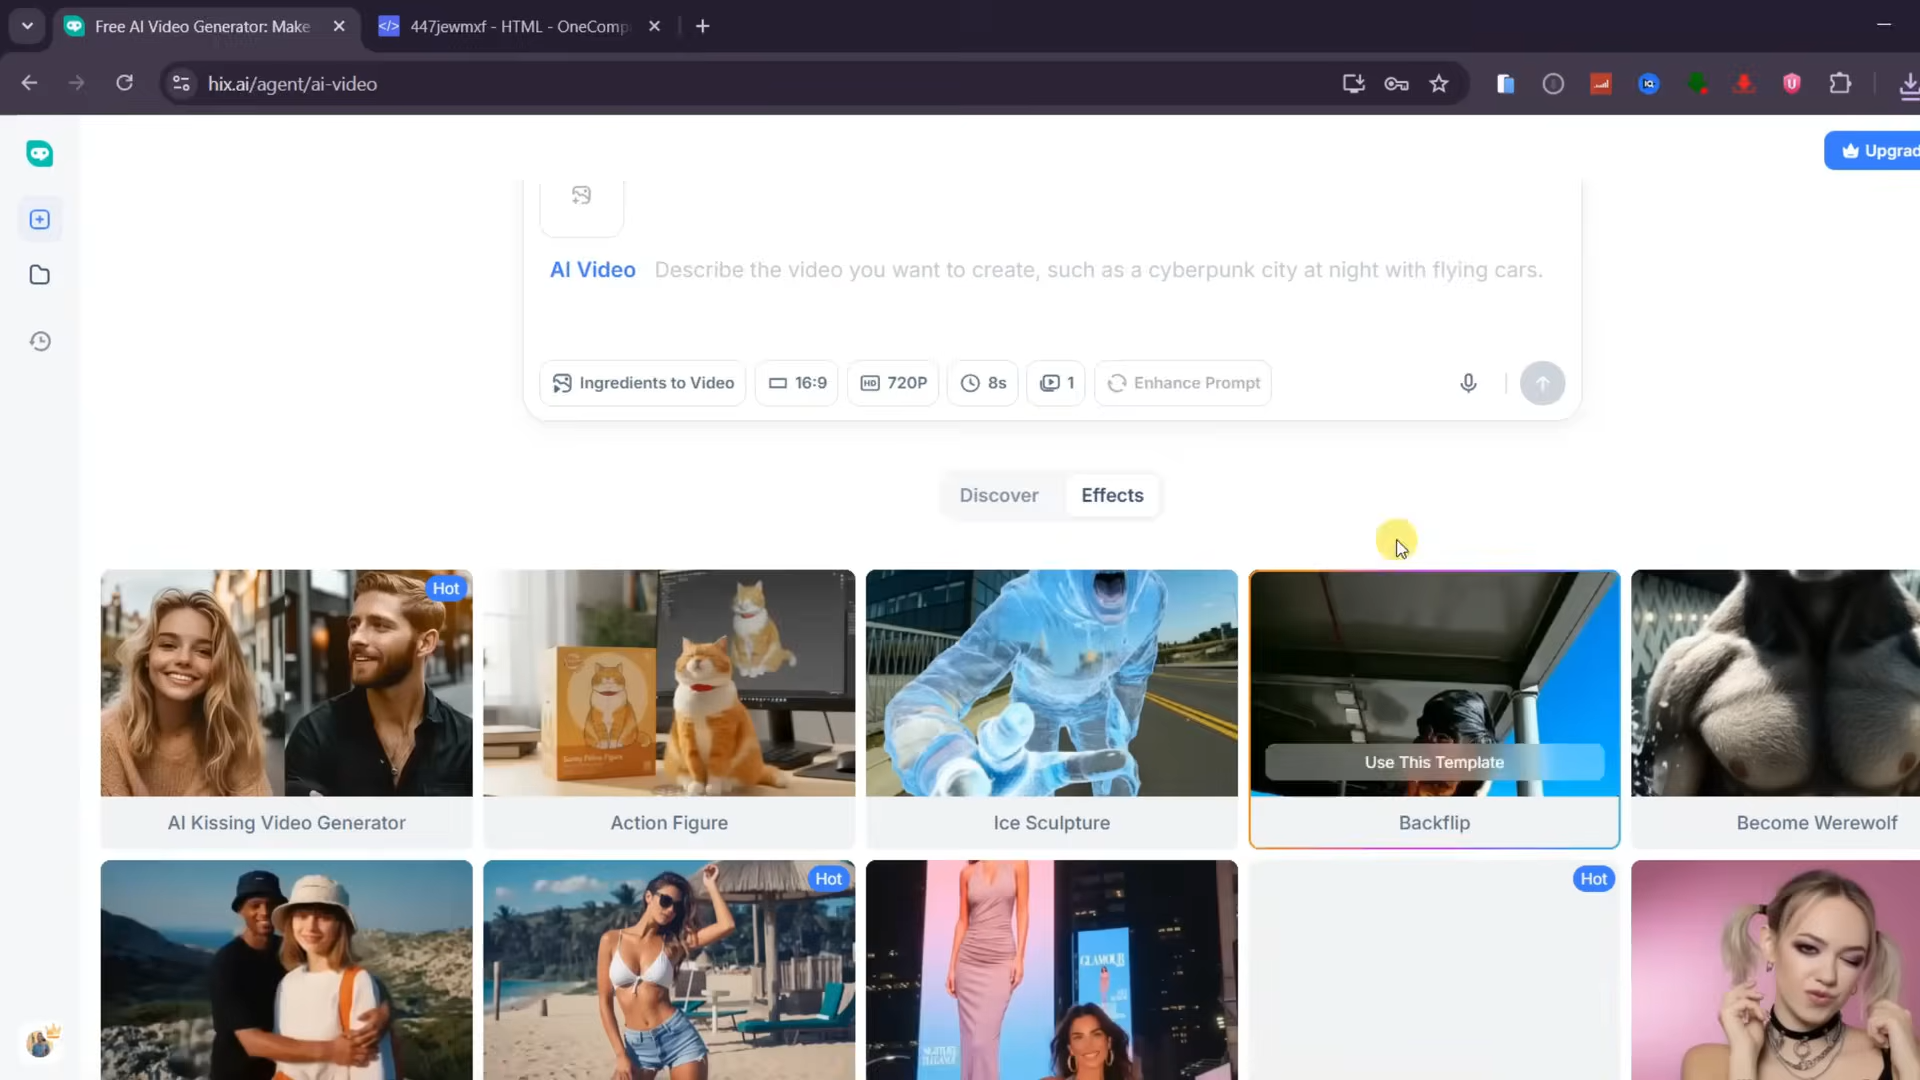 Free AI Video Generator: Make
447jewmxf - HTML - OneComp
hix.ai/agent/ai-video
Upgrad
AI Video Describe the video you want to create, such as a cyberpunk city at night with flying cars.
Ingredients to Video
16:9
HD 720P
8s
1
Enhance Prompt
Discover
Effects
Hot
Use This Template
AI Kissing Video Generator
Action Figure
Ice Sculpture
Backflip
Become Werewolf
Hot
GLAMOUR
Hot